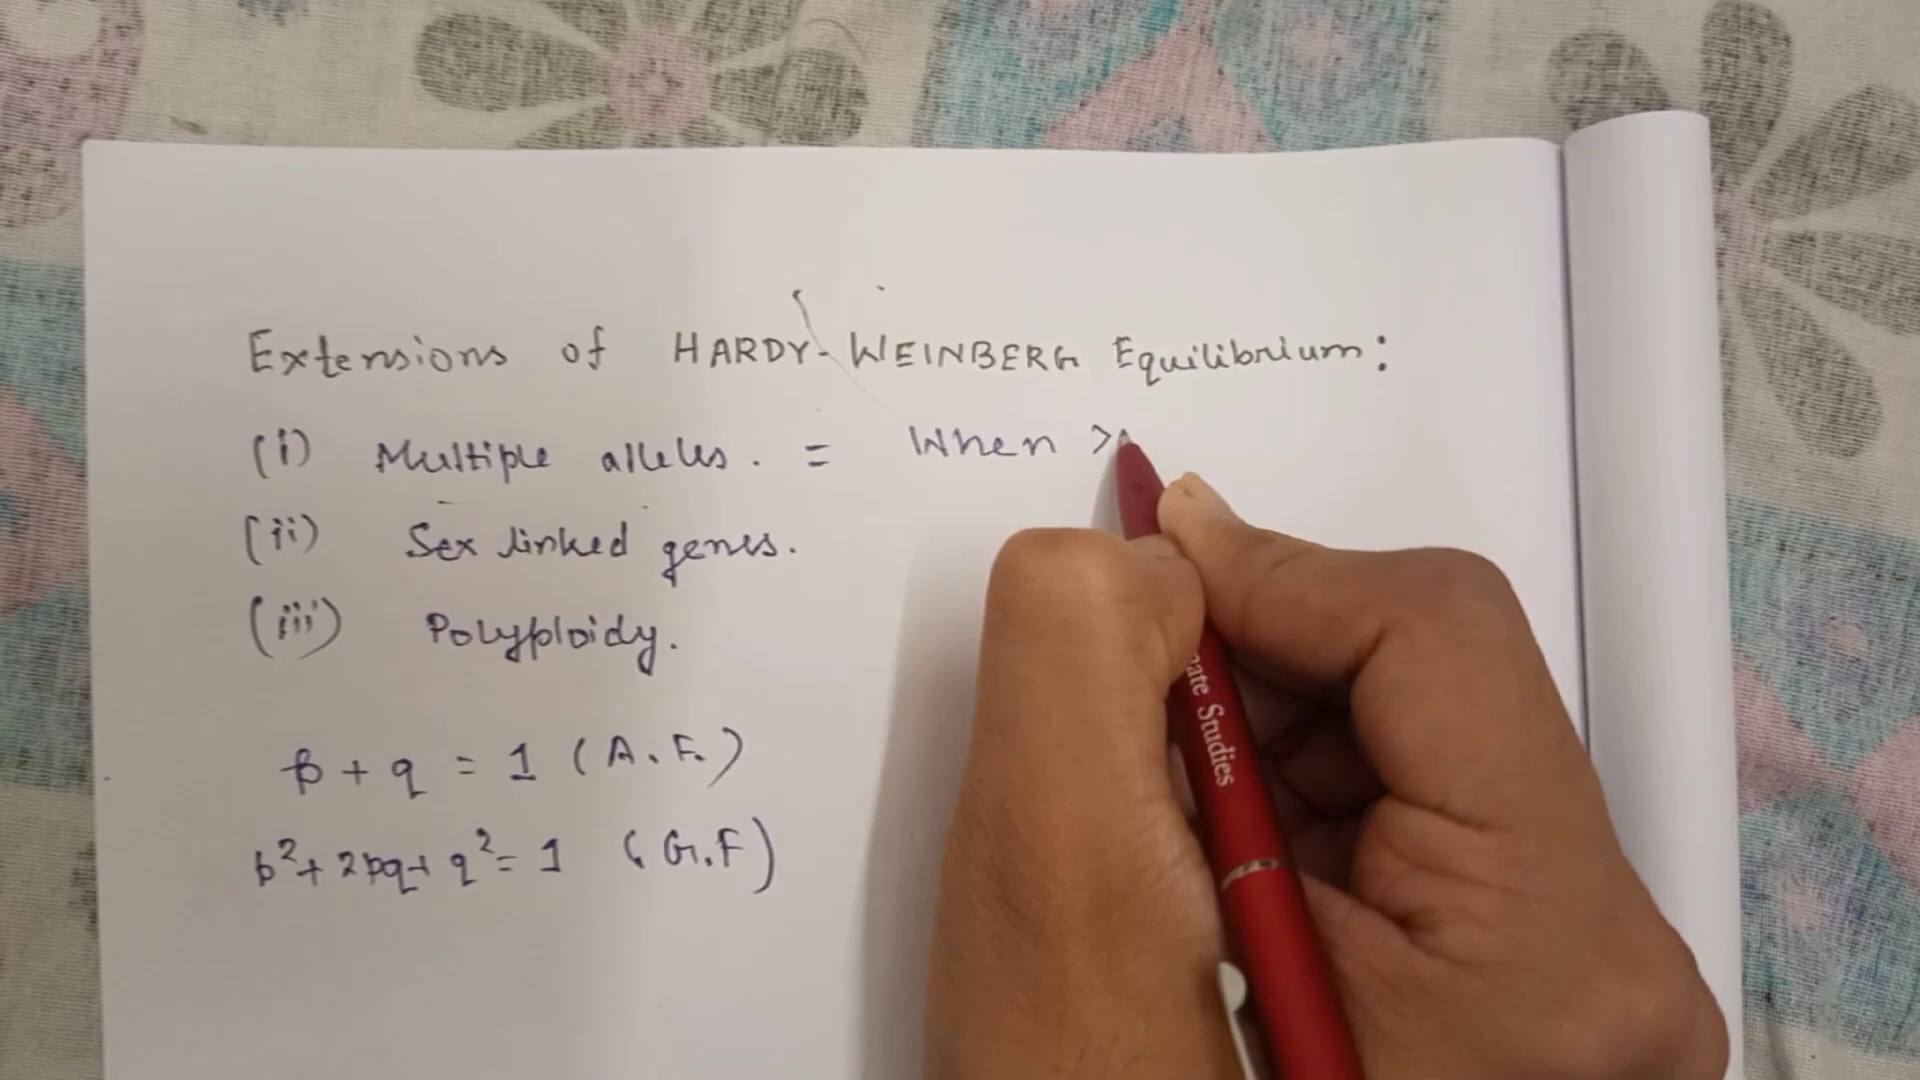 Extensions of HARDY-WEINBERG Equilibrium:
(i) Multiple alleles. = When >
(ii) Sex linked genes.
(iii) Polyploidy.
p + q = 1 (A.F.)
p²+2pq+q²=1 (G.F)
Studies